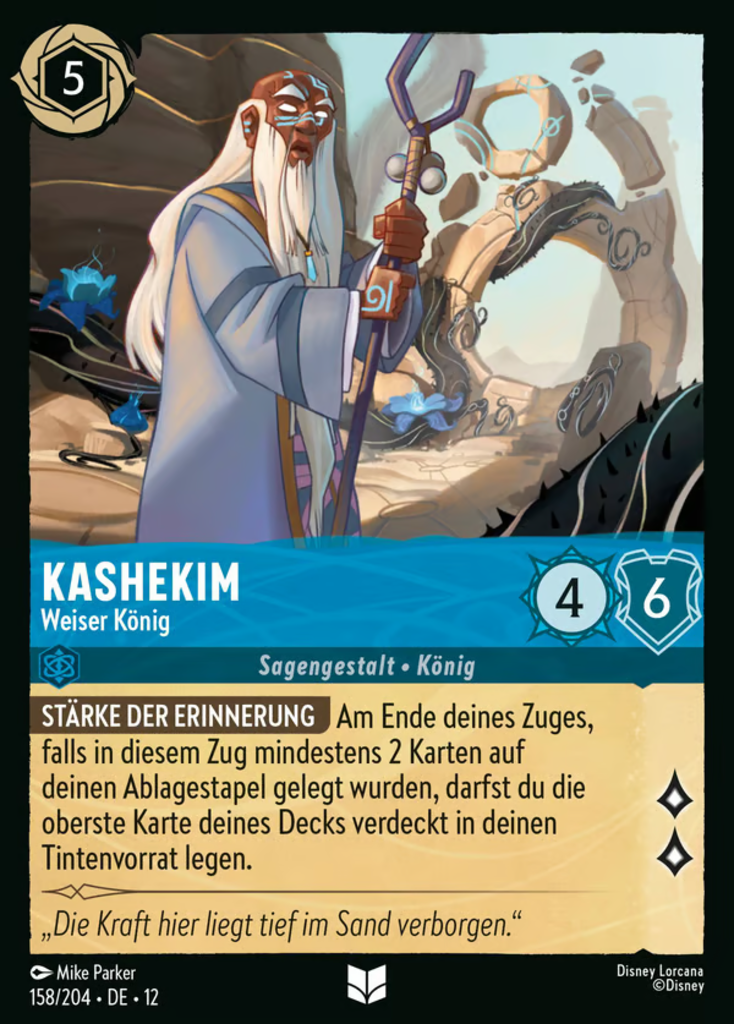 5
KASHEKIM
Weiser König
4
6
Sagengestalt • König
STÄRKE DER ERINNERUNG Am Ende deines Zuges,
falls in diesem Zug mindestens 2 Karten auf
deinen Ablagestapel gelegt wurden, darfst du die
oberste Karte deines Decks verdeckt in deinen
Tintenvorrat legen.
„Die Kraft hier liegt tief im Sand verborgen.“
Mike Parker
158/204 • DE • 12
Disney Lorcana
©Disney